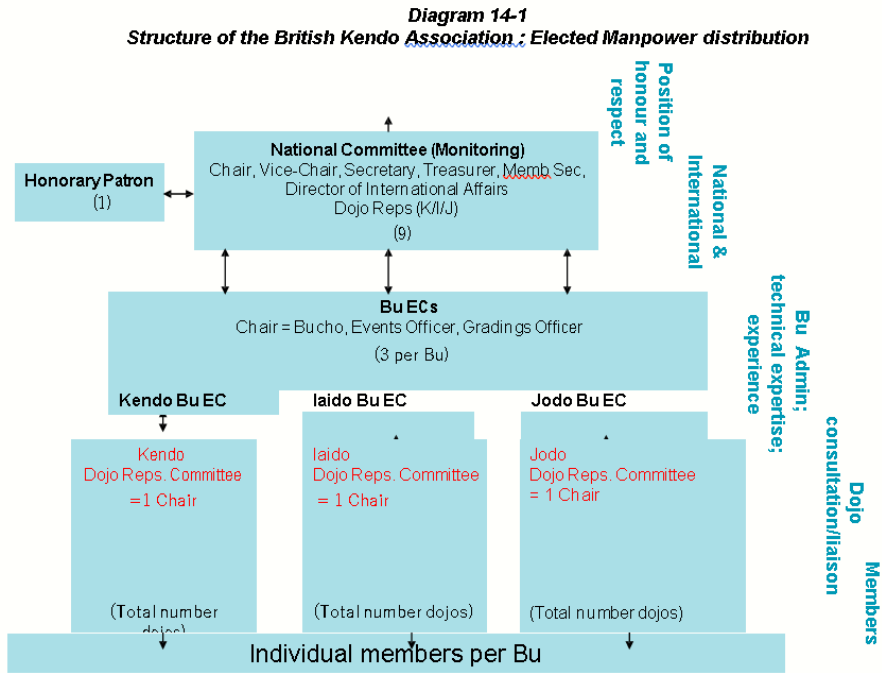 Diagram 14-1
Structure of the British Kendo Association : Elected Manpower distribution
Position of
honour and
respect
National Committee (Monitoring)
Chair, Vice-Chair, Secretary, Treasurer, Memb Sec,
Director of International Affairs
Dojo Reps (K/I/J)
(9)
Honorary Patron
(1)
National &
International
Bu ECs
Chair = Bucho, Events Officer, Gradings Officer
(3 per Bu)
Bu Admin;
technical expertise;
experience
Kendo Bu EC
Iaido Bu EC
Jodo Bu EC
Kendo
Dojo Reps. Committee
=1 Chair
(Total number
dojos)
Iaido
Dojo Reps. Committee
= 1 Chair
(Total number dojos)
Jodo
Dojo Reps. Committee
= 1 Chair
(Total number dojos)
Dojo
consultation/liaison
Members
Individual members per Bu